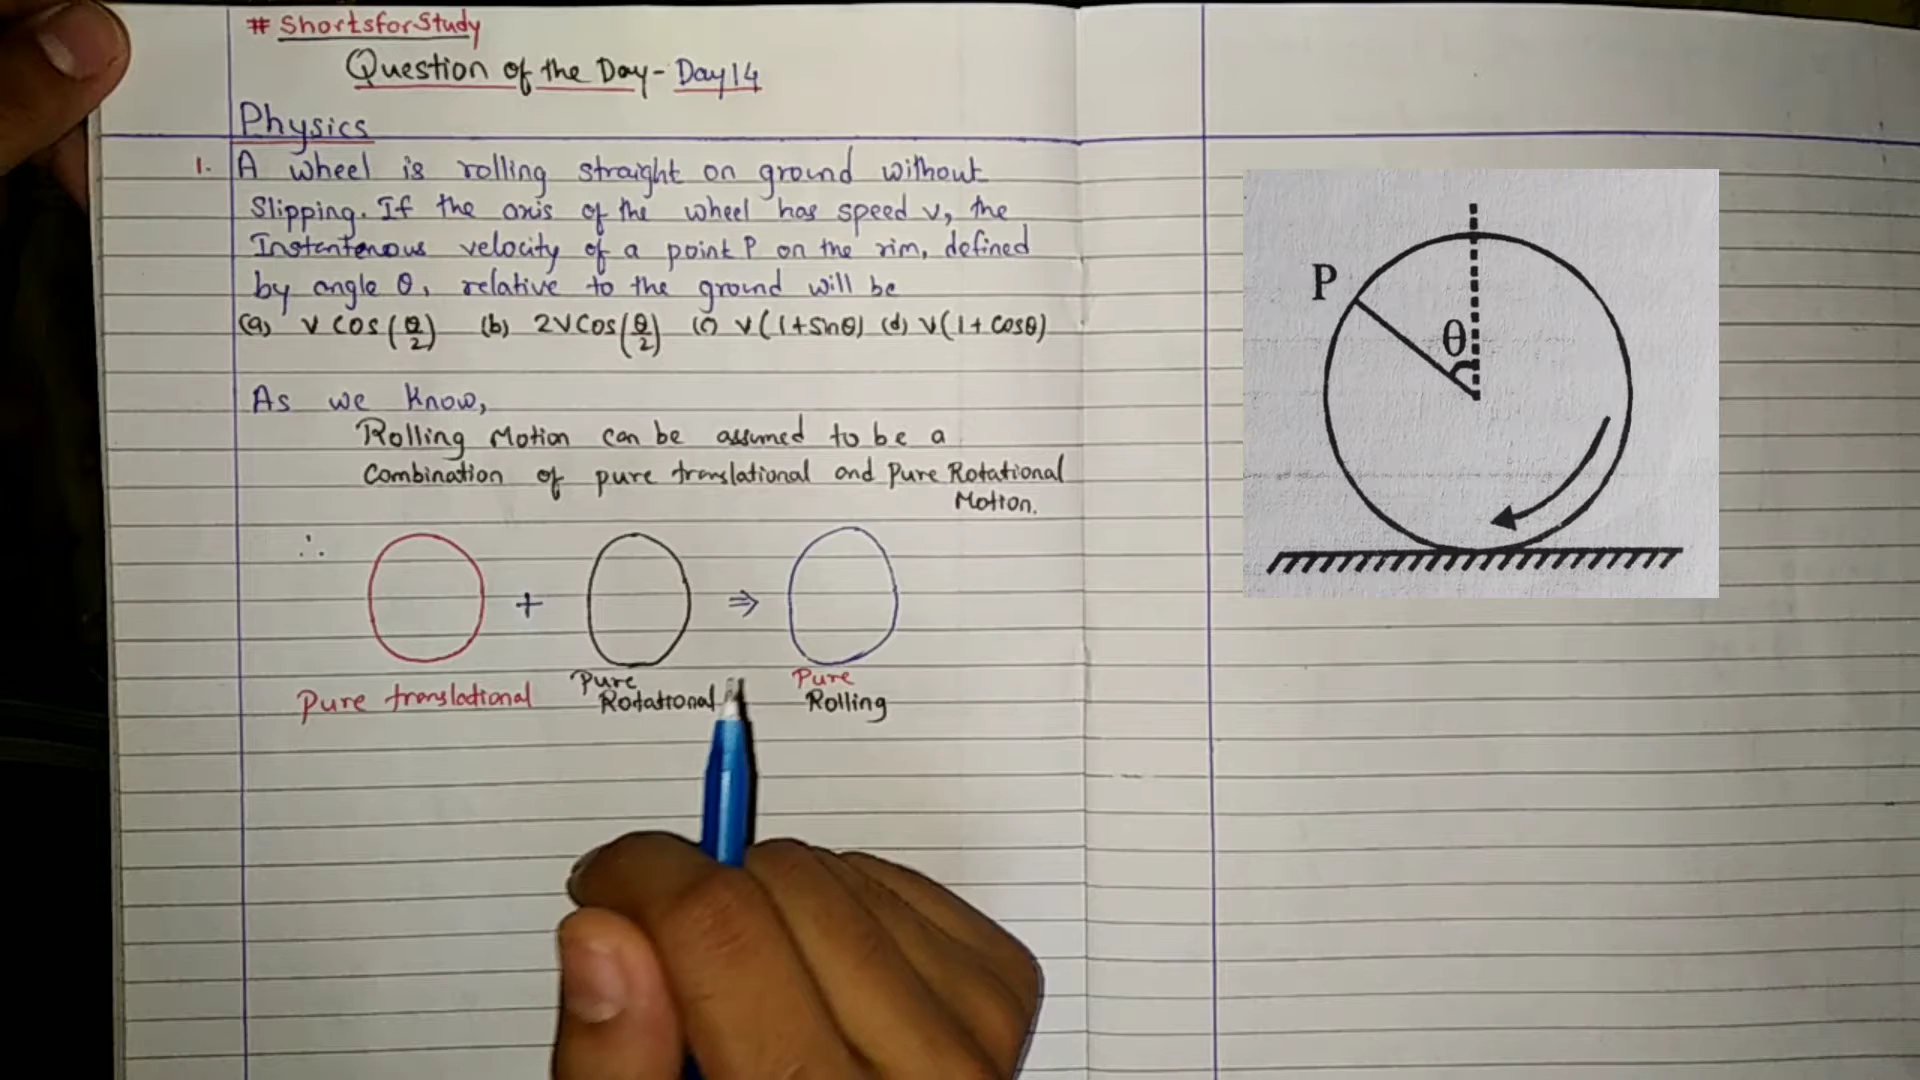 # ShortsforStudy
Question of the Day - Day 14
Physics
1. A wheel is rolling straight on ground without
Slipping. If the axis of the wheel has speed v, the
Instantenous velocity of a point P on the rim, defined
by angle θ, relative to the ground will be
(a) v cos(θ/2) (b) 2v cos(θ/2) (c) v(1+sinθ) (d) v(1+cosθ)
As we know,
Rolling Motion can be assumed to be a
combination of pure translational and pure Rotational
Motion.
∴ + ⇒
Pure translational
Pure
Rotational
Pure
Rolling
P
θ